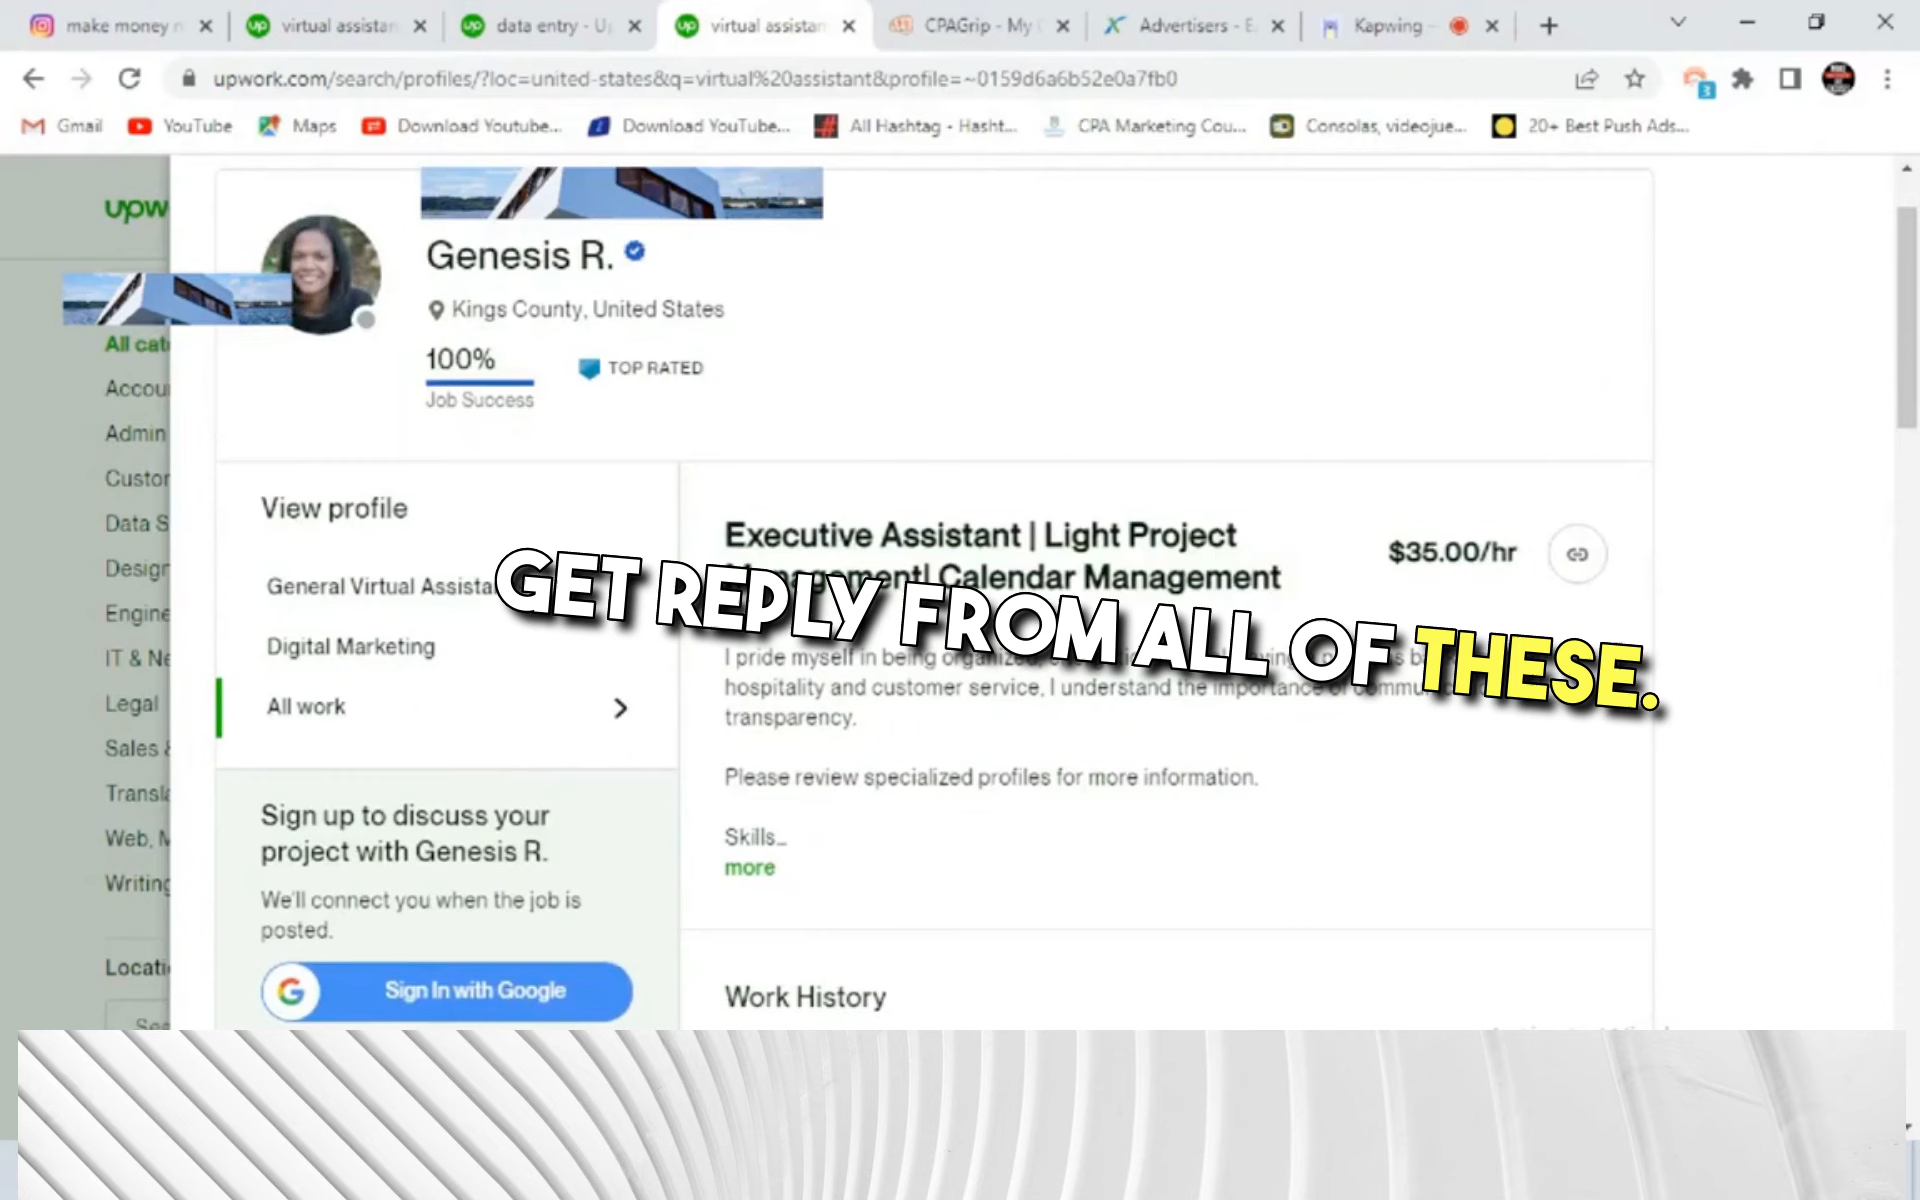 make money n
virtual assistan
data entry - U
virtual assistan
CPAGrip - My
Advertisers - E
Kapwing -
upwork.com/search/profiles/?loc=united-states&q=virtual%20assistant&profile=~0159d6a6b52e0a7fb0
3
Gmail
YouTube
Maps
Download Youtube...
Download YouTube...
All Hashtag - Hasht...
CPA Marketing Cou...
Consolas, videojue...
20+ Best Push Ads...
upw
All cat
Accou
Admin
Custor
Data S
Design
Engine
IT & Ne
Legal
Sales &
Transla
Web, M
Writing
Locati
Sea
Genesis R.
Kings County, United States
100%
Job Success
TOP RATED
View profile
General Virtual Assista
Digital Marketing
All work
Sign up to discuss your
project with Genesis R.
We'll connect you when the job is
posted.
Sign In with Google
Executive Assistant | Light Project
Management| Calendar Management
$35.00/hr
GET REPLY FROM ALL OF THESE.
I pride myself in being
hospitality and customer service, I understand the importance of
transparency.
Please review specialized profiles for more information.
Skills_
more
Work History